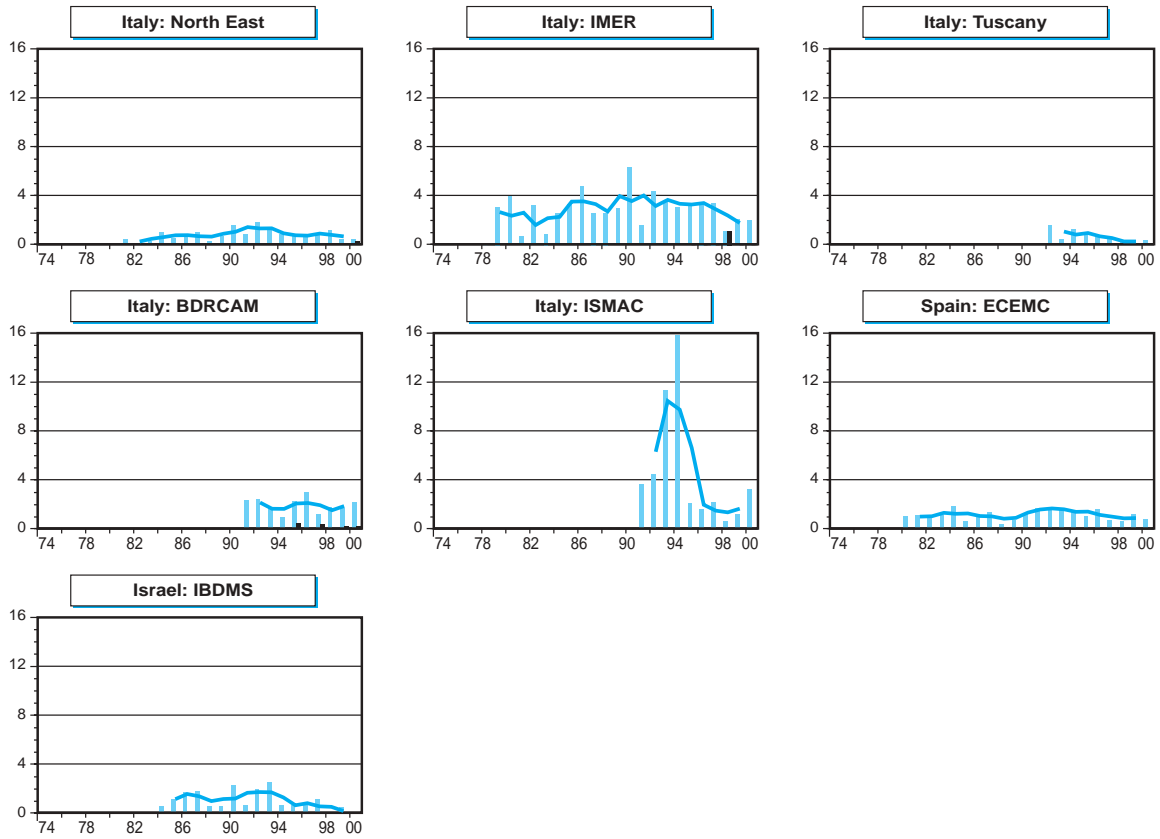 Italy: North East Italy: IMER Italy: Tuscany
16 16 16
12 12 12
8 8 8
4 4 4
0 0 0
74 78 82 86 90 94 98 00 74 78 82 86 90 94 98 00 74 78 82 86 90 94 98 00
Italy: BDRCAM Italy: ISMAC Spain: ECEMC
16 16 16
12 12 12
8 8 8
4 4 4
0 0 0
74 78 82 86 90 94 98 00 74 78 82 86 90 94 98 00 74 78 82 86 90 94 98 00
Israel: IBDMS
16
12
8
4
0
74 78 82 86 90 94 98 00